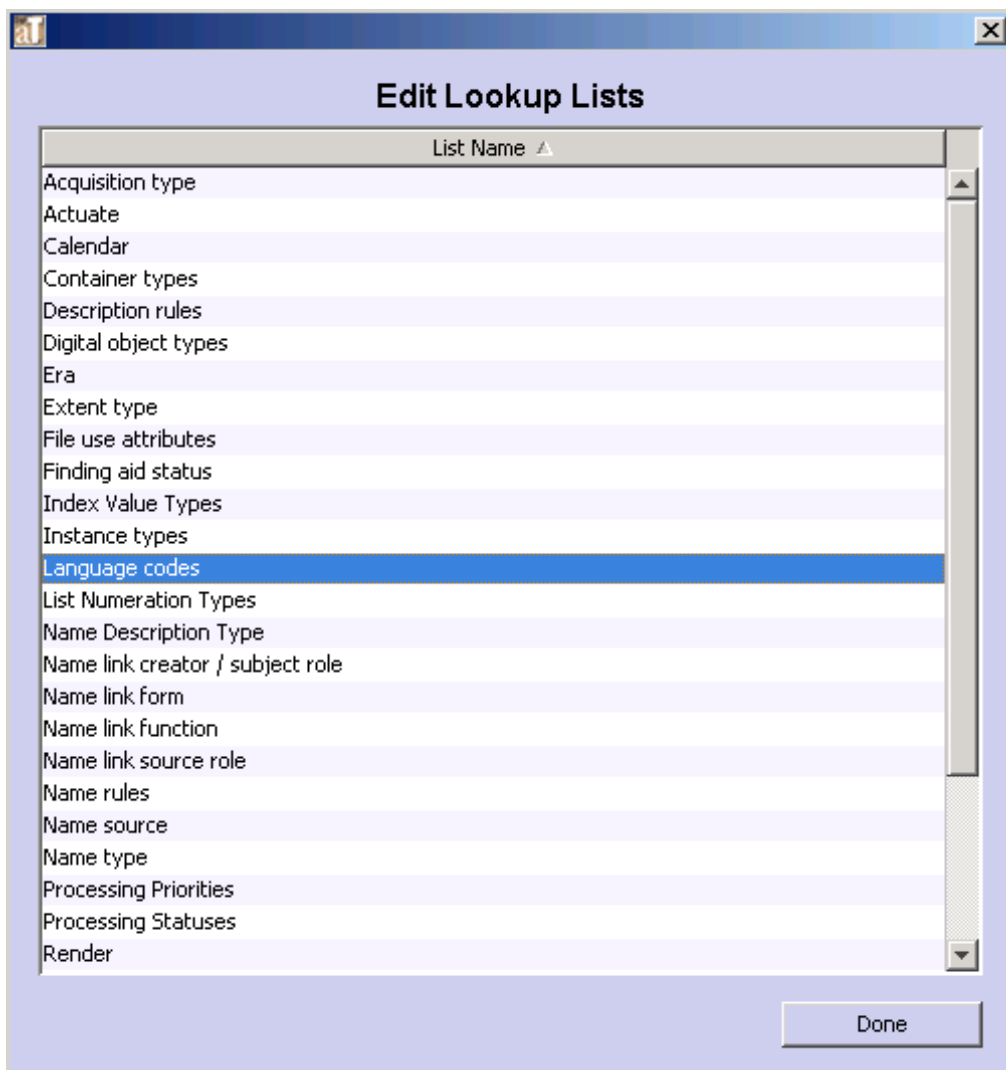 aT
Edit Lookup Lists
List Name
Acquisition type
Actuate
Calendar
Container types
Description rules
Digital object types
Era
Extent type
File use attributes
Finding aid status
Index Value Types
Instance types
Language codes
List Numeration Types
Name Description Type
Name link creator / subject role
Name link form
Name link function
Name link source role
Name rules
Name source
Name type
Processing Priorities
Processing Statuses
Render
Done